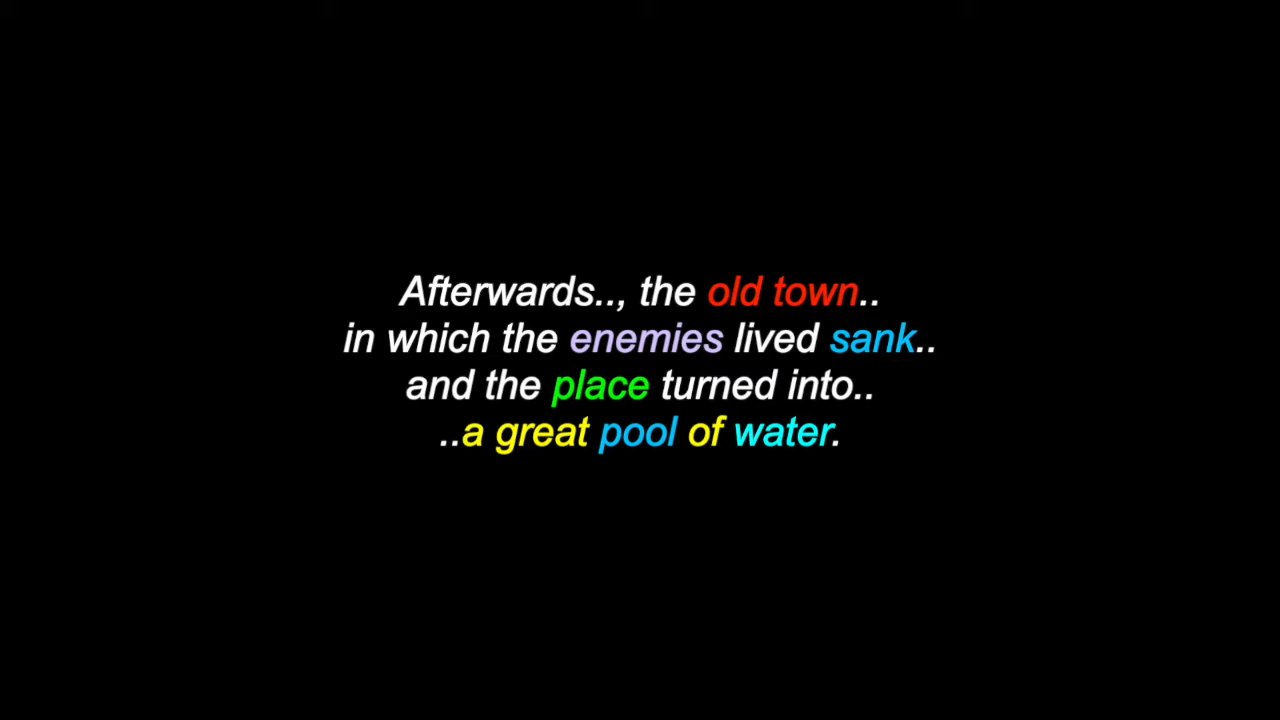 Afterwards.., the old town..
in which the enemies lived sank..
and the place turned into..
..a great pool of water.